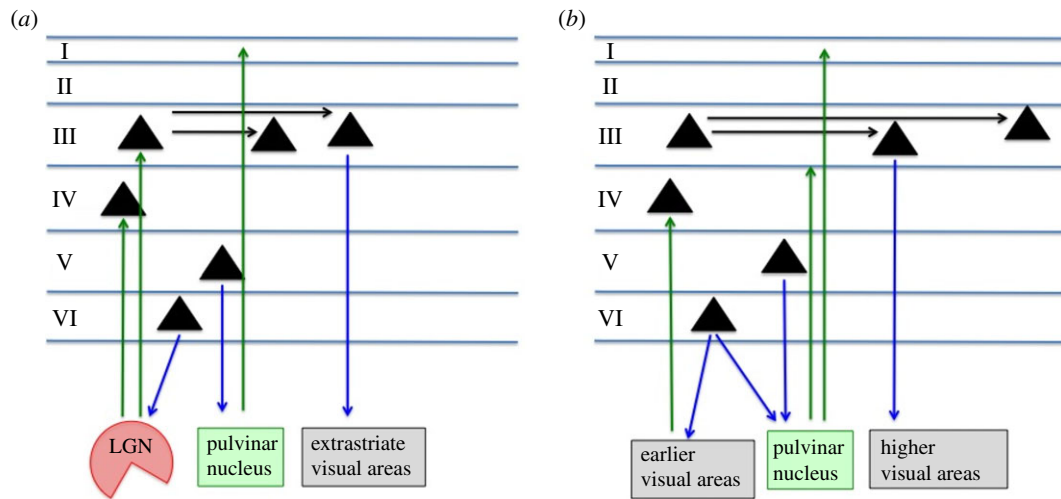 (a)
I
II
III
IV
V
VI
LGN
pulvinar
nucleus
extrastriate
visual areas
(b)
I
II
III
IV
V
VI
earlier
visual areas
pulvinar
nucleus
higher
visual areas